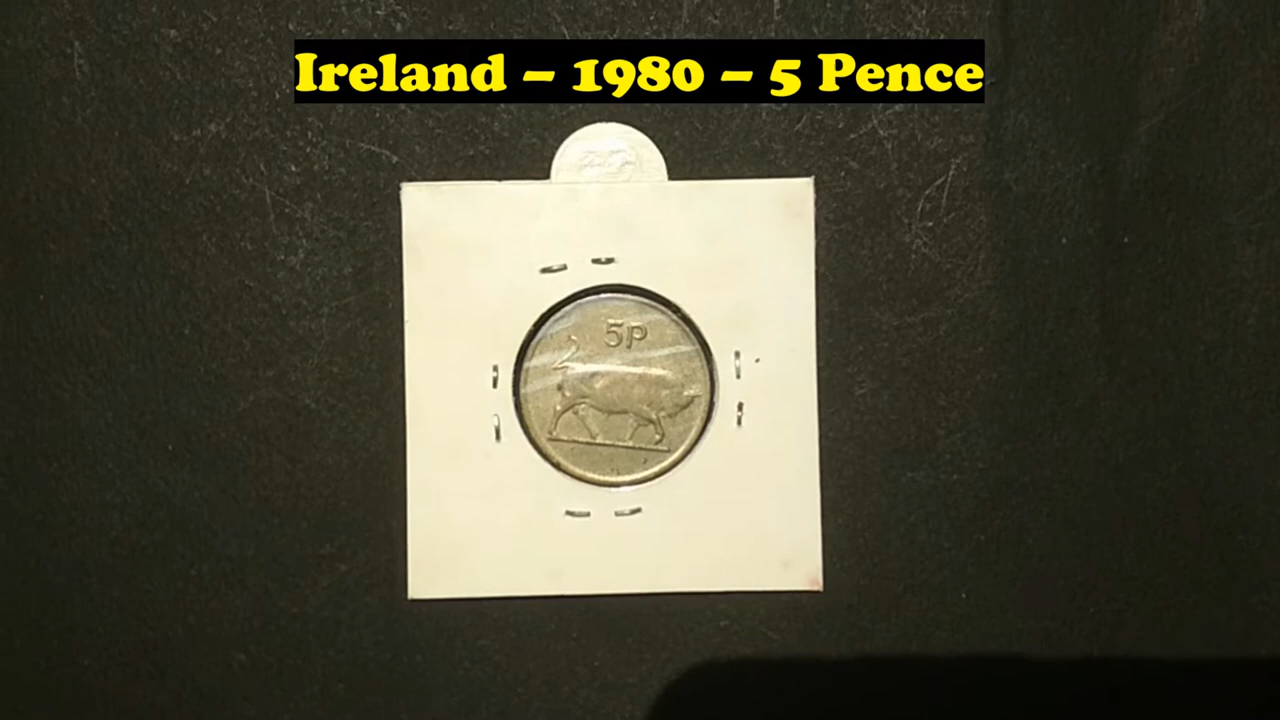 Ireland – 1980 – 5 Pence
5p